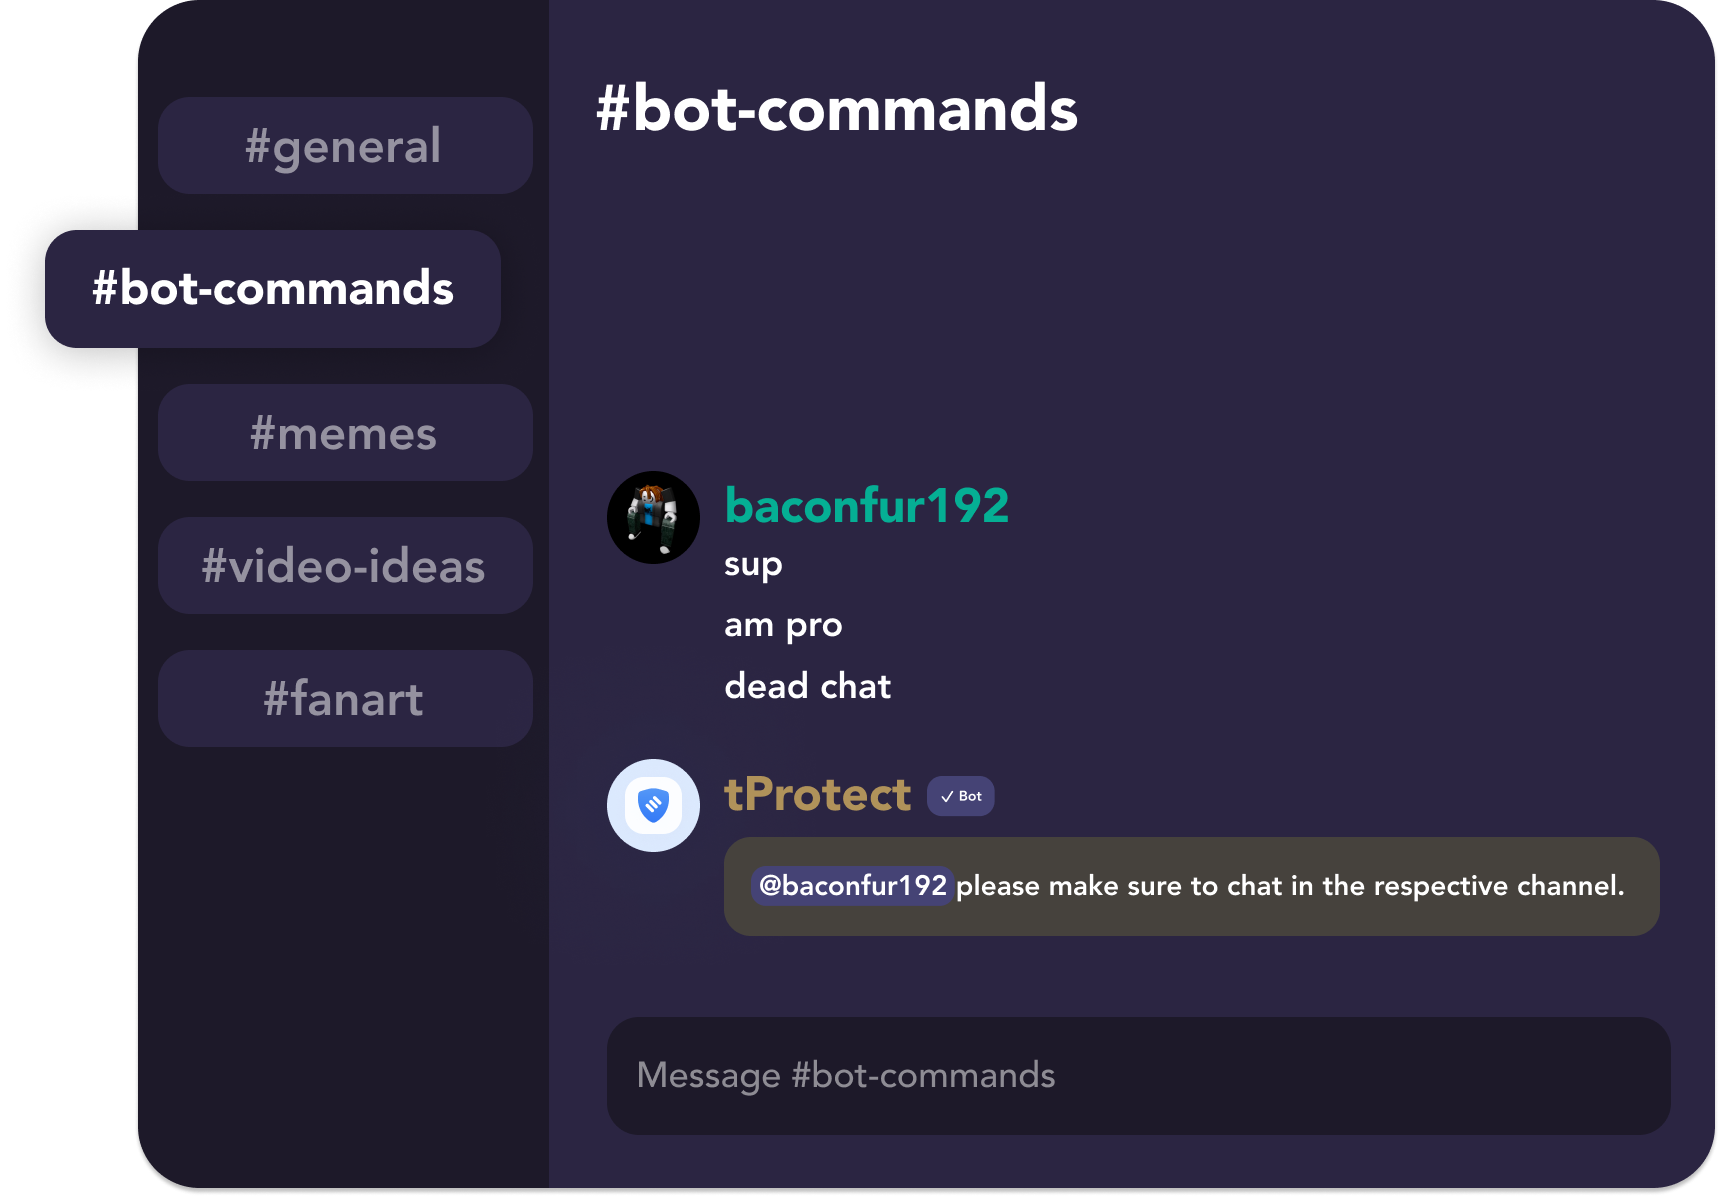 #general
#bot-commands
#memes
#video-ideas
#fanart
#bot-commands
baconfur192
sup
am pro
dead chat
tProtect ✓ Bot
@baconfur192 please make sure to chat in the respective channel.
Message #bot-commands